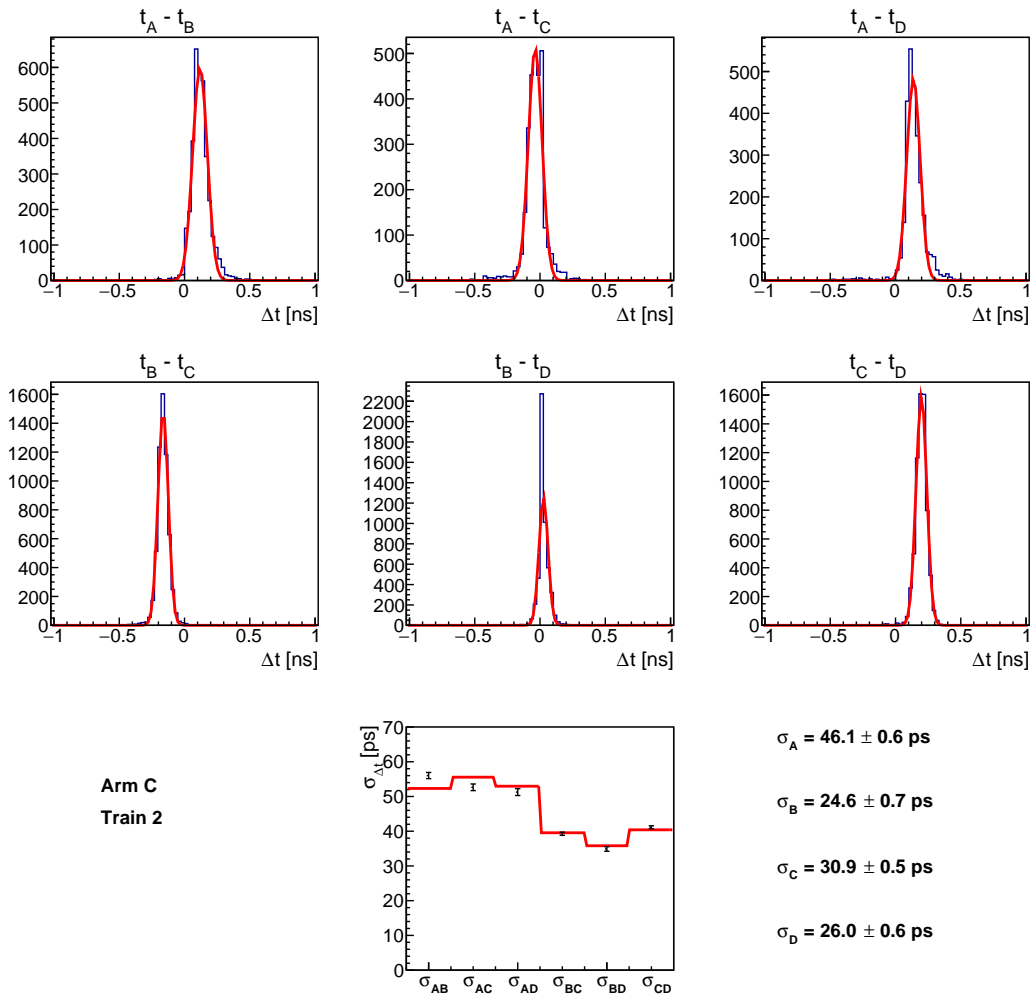 t_A - t_B
600
500
400
300
200
100
0
−1 −0.5 0 0.5 1
Δt [ns]
t_A - t_C
500
400
300
200
100
0
−1 −0.5 0 0.5 1
Δt [ns]
t_A - t_D
500
400
300
200
100
0
−1 −0.5 0 0.5 1
Δt [ns]
t_B - t_C
1600
1400
1200
1000
800
600
400
200
0
−1 −0.5 0 0.5 1
Δt [ns]
t_B - t_D
2200
2000
1800
1600
1400
1200
1000
800
600
400
200
0
−1 −0.5 0 0.5 1
Δt [ns]
t_C - t_D
1600
1400
1200
1000
800
600
400
200
0
−1 −0.5 0 0.5 1
Δt [ns]
Arm C
Train 2
σ_Δt [ps]
70
60
50
40
30
20
10
0
σ_AB σ_AC σ_AD σ_BC σ_BD σ_CD
σ_A = 46.1 ± 0.6 ps
σ_B = 24.6 ± 0.7 ps
σ_C = 30.9 ± 0.5 ps
σ_D = 26.0 ± 0.6 ps